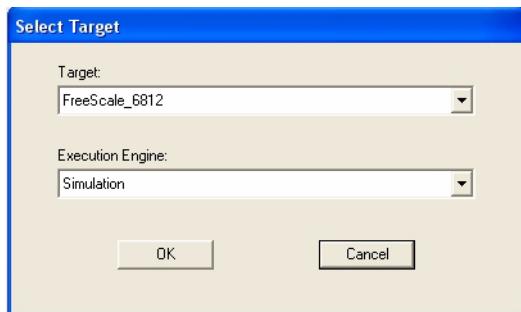 Select Target
Target:
FreeScale_6812
Execution Engine:
Simulation
OK
Cancel